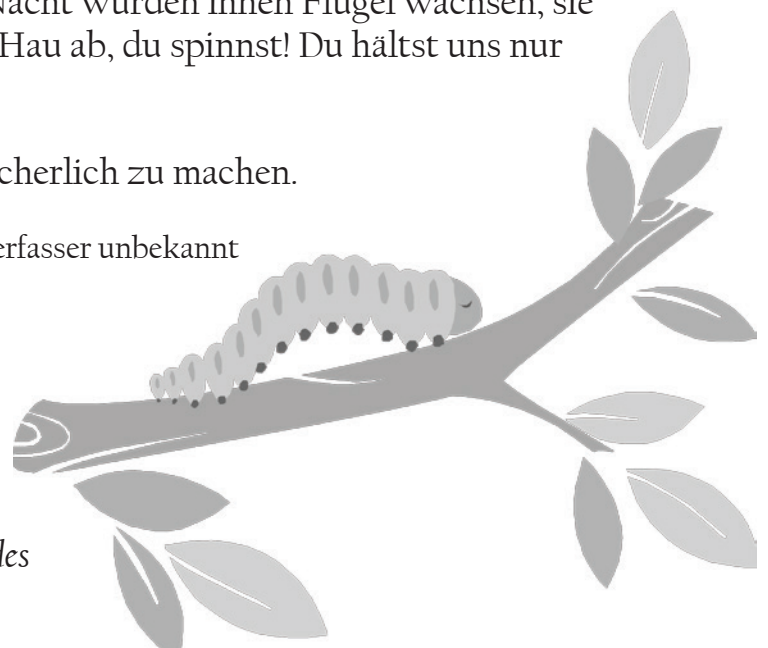 Nacht würden ihnen Flügel wachsen, sie
Hau ab, du spinnst! Du hältst uns nur
cherlich zu machen.
erfasser unbekannt
des